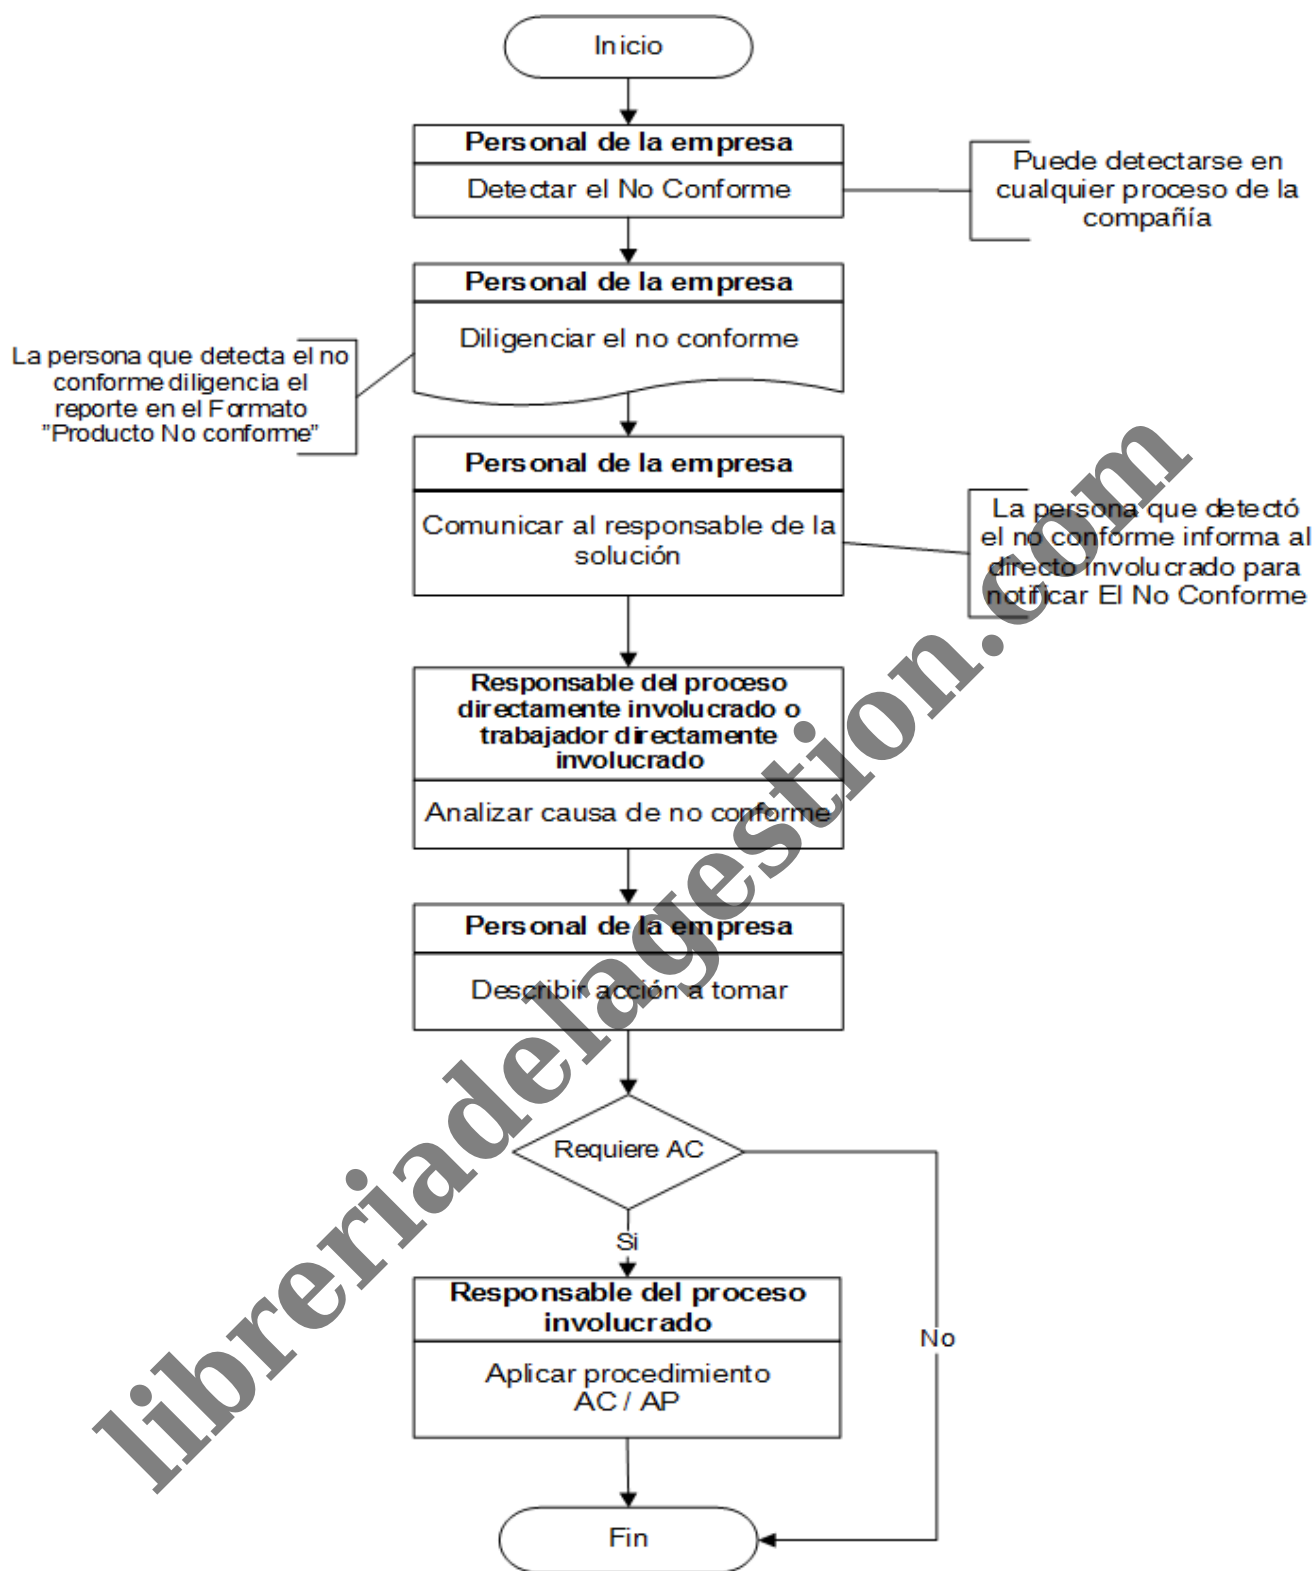 Inicio
Personal de la empresa
Detectar el No Conforme
Puede detectarse en
cualquier proceso de la
compañía
Personal de la empresa
Diligenciar el no conforme
La persona que detecta el no
conforme diligencia el
reporte en el Formato
"Producto No conforme"
Personal de la empresa
Comunicar al responsable de la
solución
La persona que detectó
el no conforme informa al
directo involucrado para
notificar El No Conforme
Responsable del proceso
directamente involucrado o
trabajador directamente
involucrado
Analizar causa de no conforme
Personal de la empresa
Describir acción a tomar
Requiere AC
Si
No
Responsable del proceso
involucrado
Aplicar procedimiento
AC / AP
Fin
libreriadelagestion.com